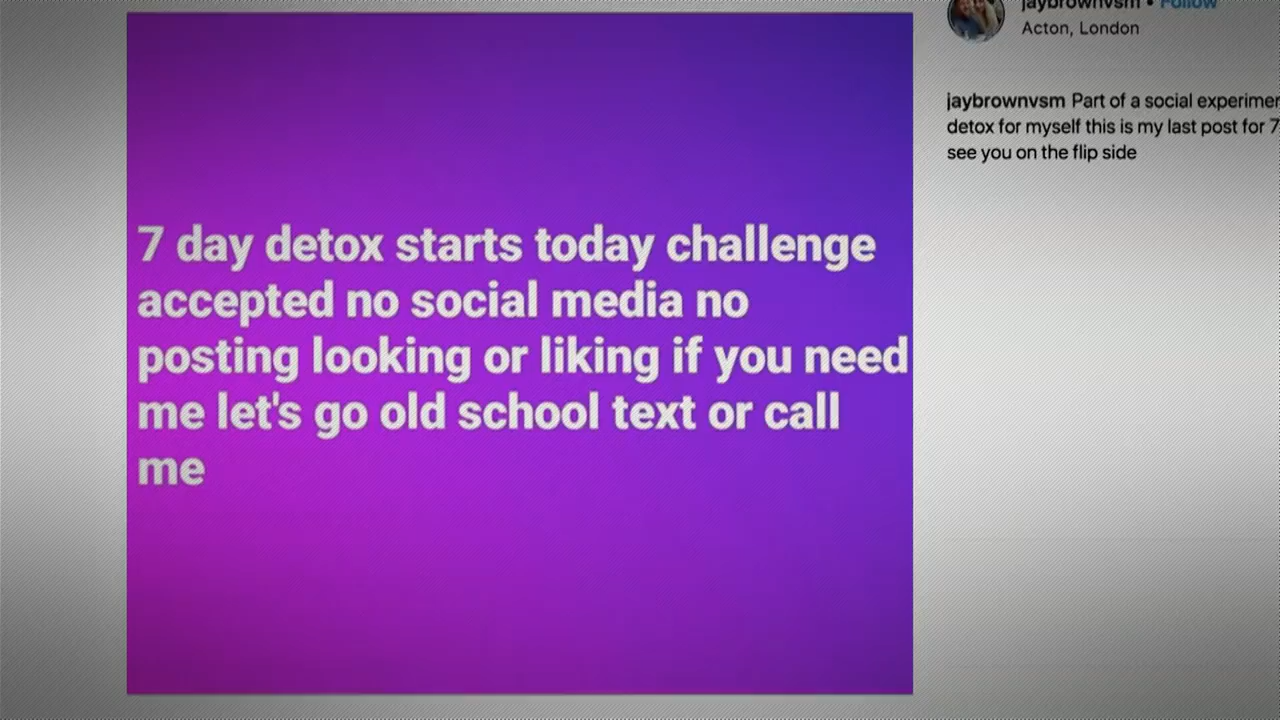 7 day detox starts today challenge
accepted no social media no
posting looking or liking if you need
me let's go old school text or call
me
jaybrownvsm • Follow
Acton, London
jaybrownvsm Part of a social experimen
detox for myself this is my last post for 7
see you on the flip side